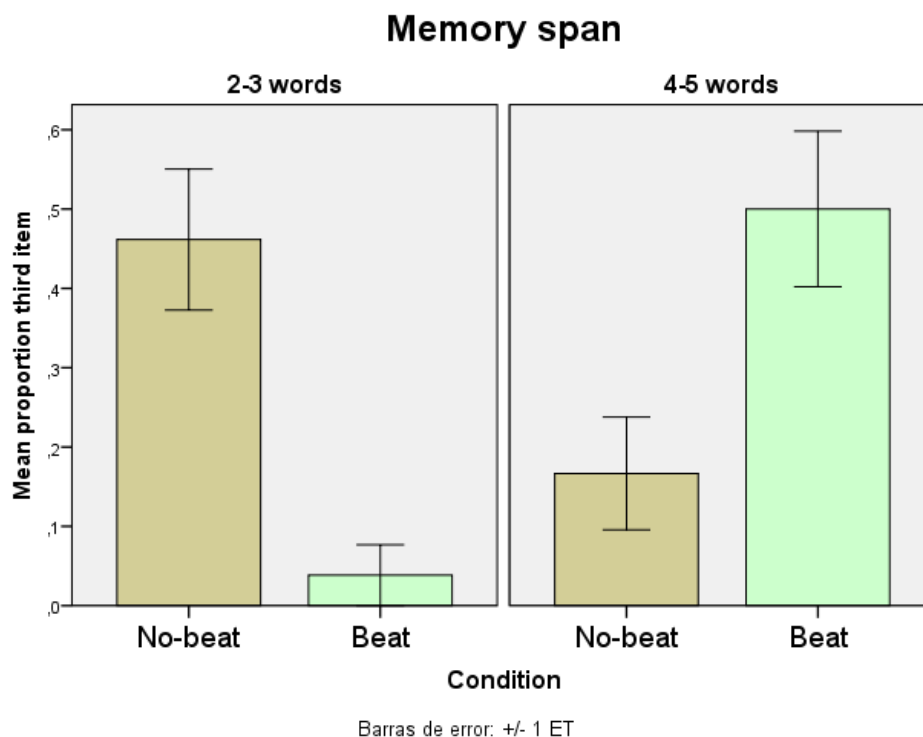 Memory span
2-3 words
4-5 words
Mean proportion third item
,6
,5
,4
,3
,2
,1
,0
No-beat
Beat
No-beat
Beat
Condition
Barras de error: +/- 1 ET